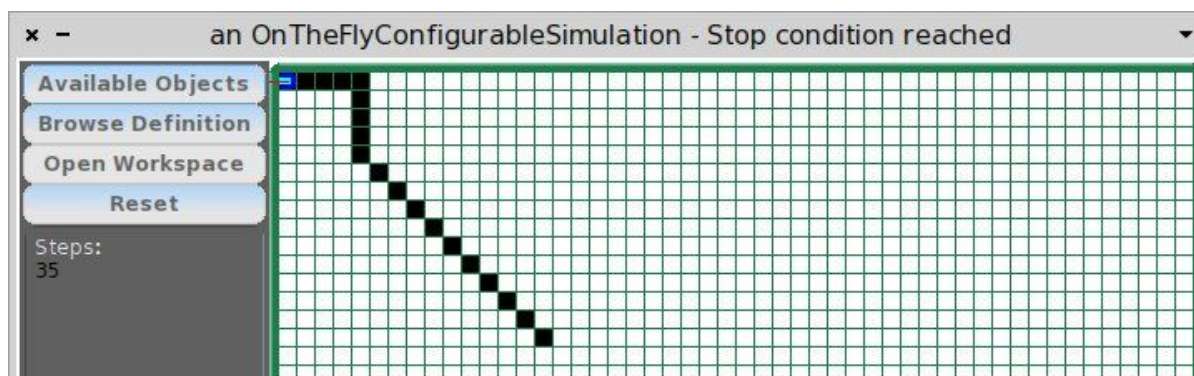 an OnTheFlyConfigurableSimulation - Stop condition reached
Available Objects
Browse Definition
Open Workspace
Reset
Steps:
35